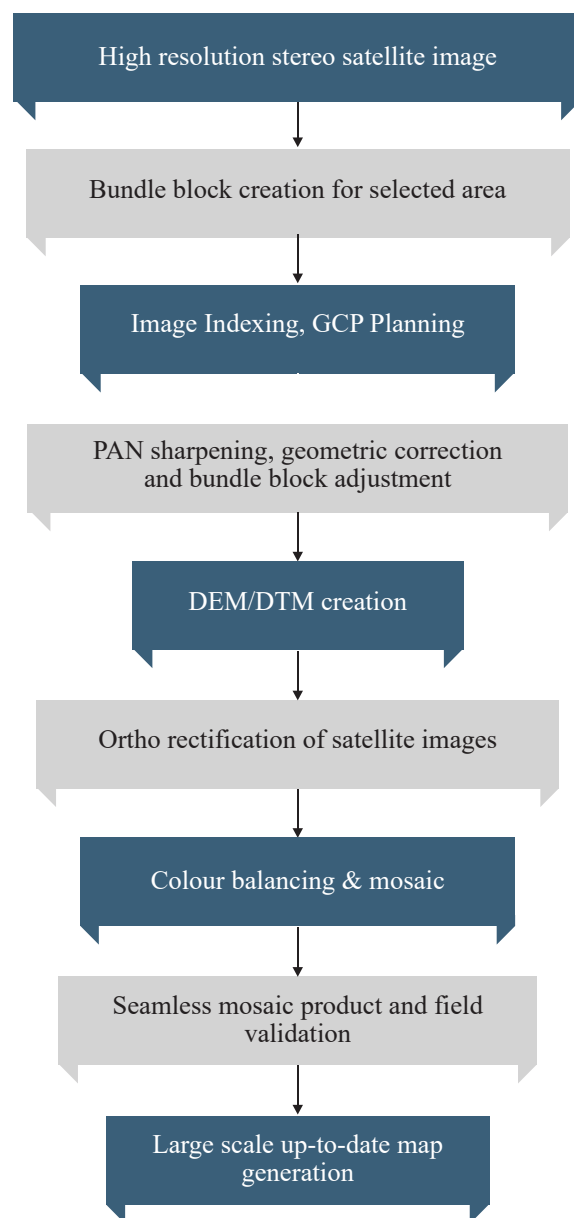 High resolution stereo satellite image
Bundle block creation for selected area
Image Indexing, GCP Planning
PAN sharpening, geometric correction
and bundle block adjustment
DEM/DTM creation
Ortho rectification of satellite images
Colour balancing & mosaic
Seamless mosaic product and field
validation
Large scale up-to-date map
generation